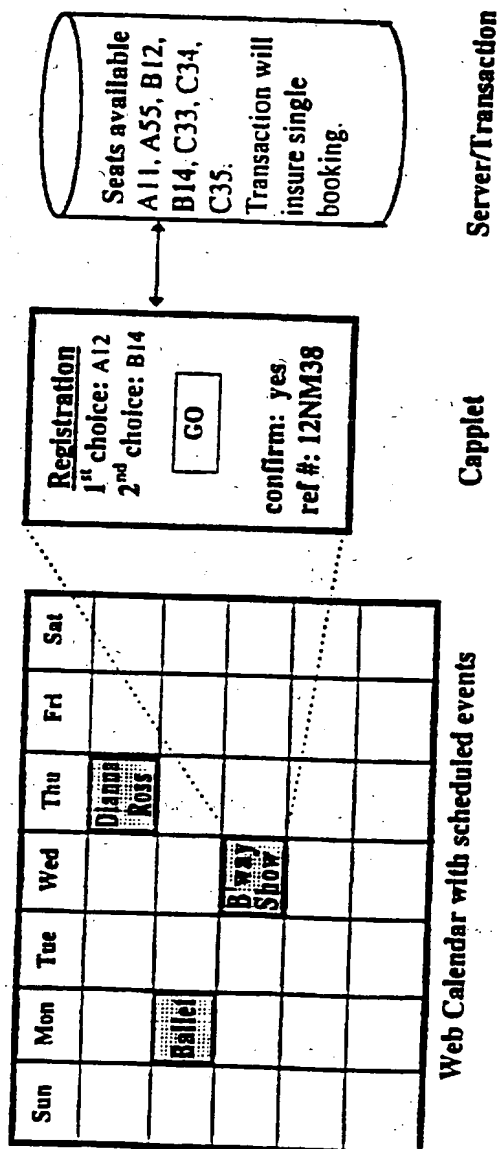 Sun Mon Tue Wed Thu Fri Sat
Dianna
Ross
Ballet
B'way
Show
Web Calendar with scheduled events
Registration
1st choice: A12
2nd choice: B14
GO
confirm: yes
ref #: 12NM38
Capplet
Seats available
A11, A55, B12,
B14, C33, C34,
C35.
Transaction will
insure single
booking.
Server/Transaction